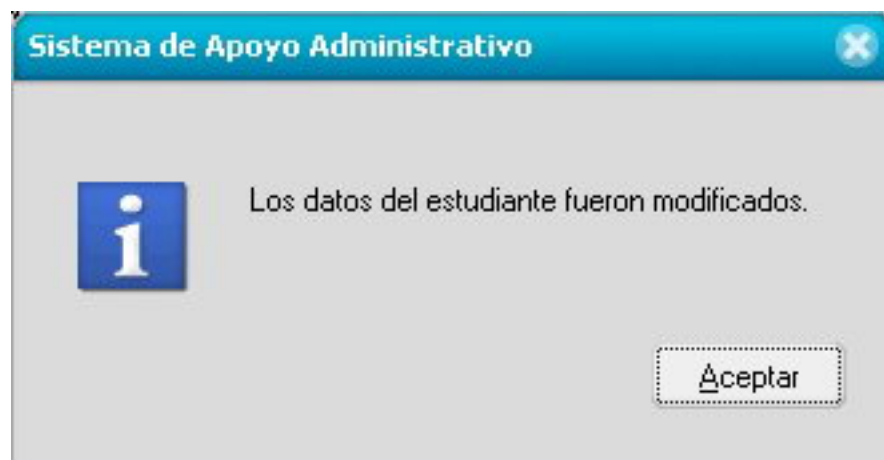 Sistema de Apoyo Administrativo
Los datos del estudiante fueron modificados.
Aceptar